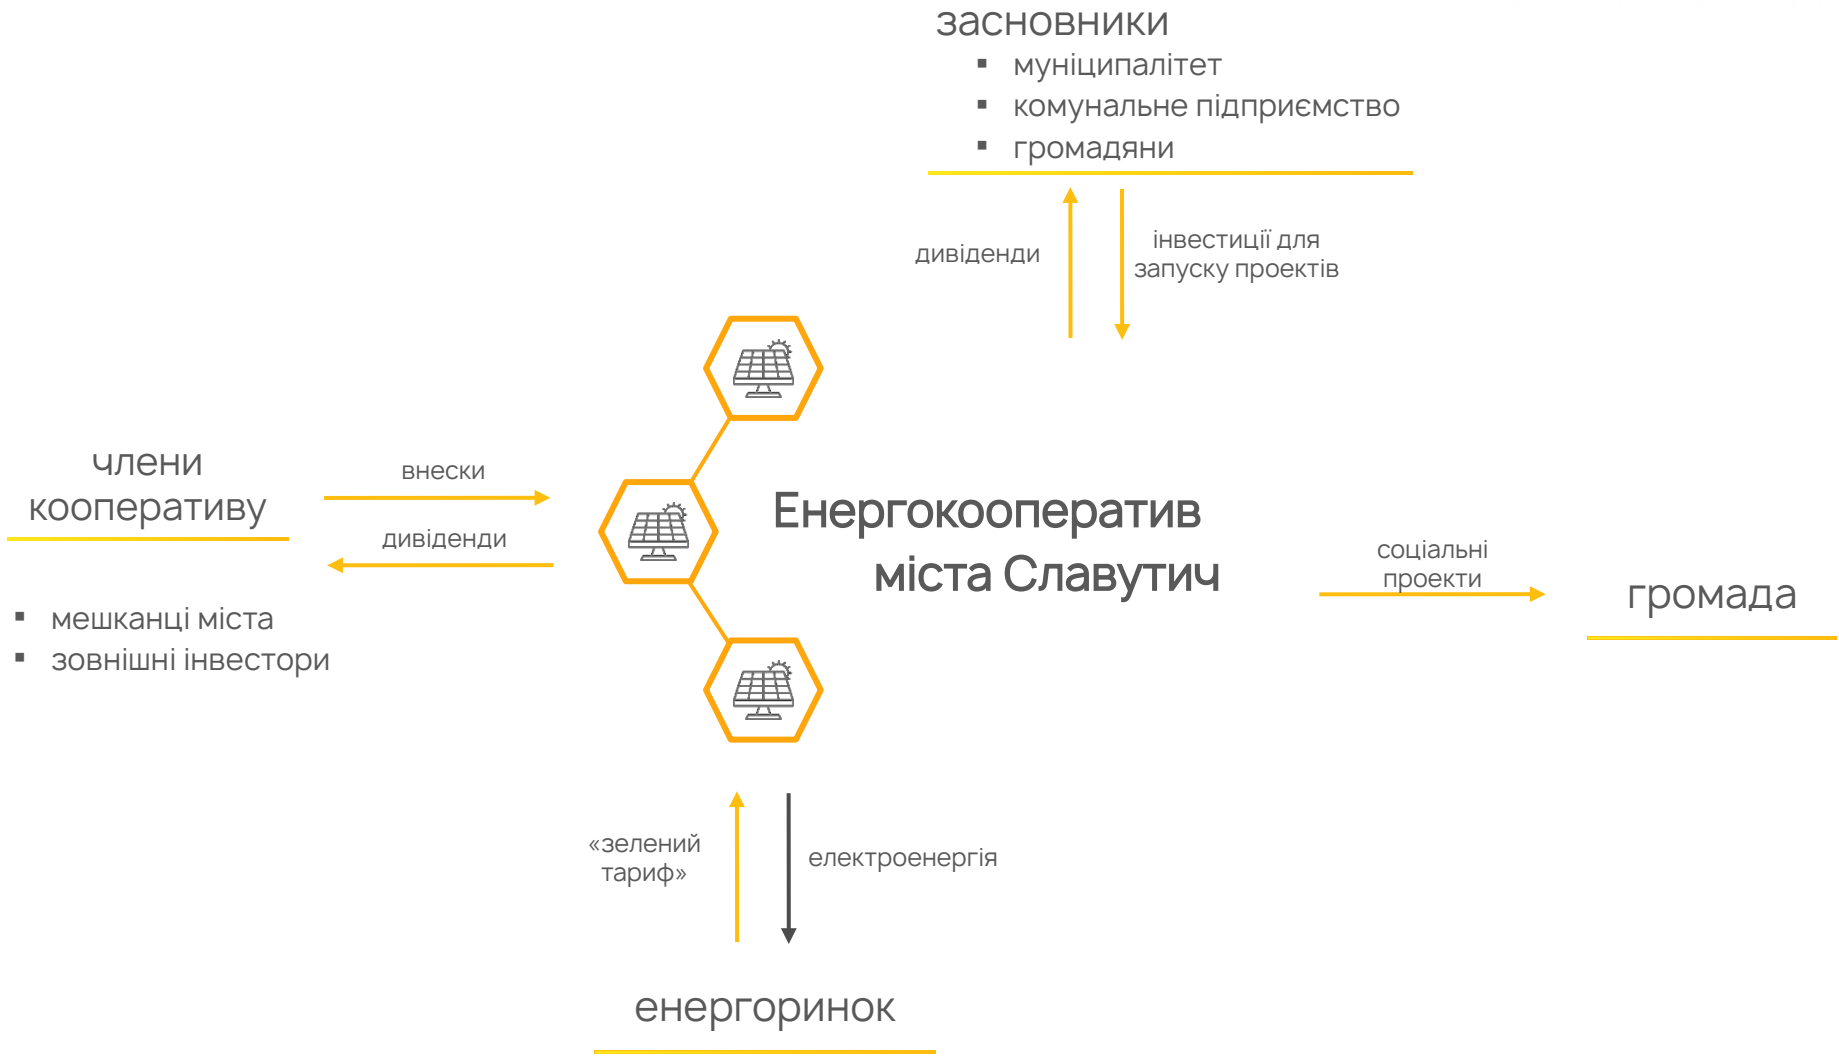 засновники
▪ муніципалітет
▪ комунальне підприємство
▪ громадяни
дивіденди
інвестиції для
запуску проектів
члени
кооперативу
внески
дивіденди
▪ мешканці міста
▪ зовнішні інвестори
Енергокооператив
міста Славутич
соціальні
проекти
громада
«зелений
тариф»
електроенергія
енергоринок